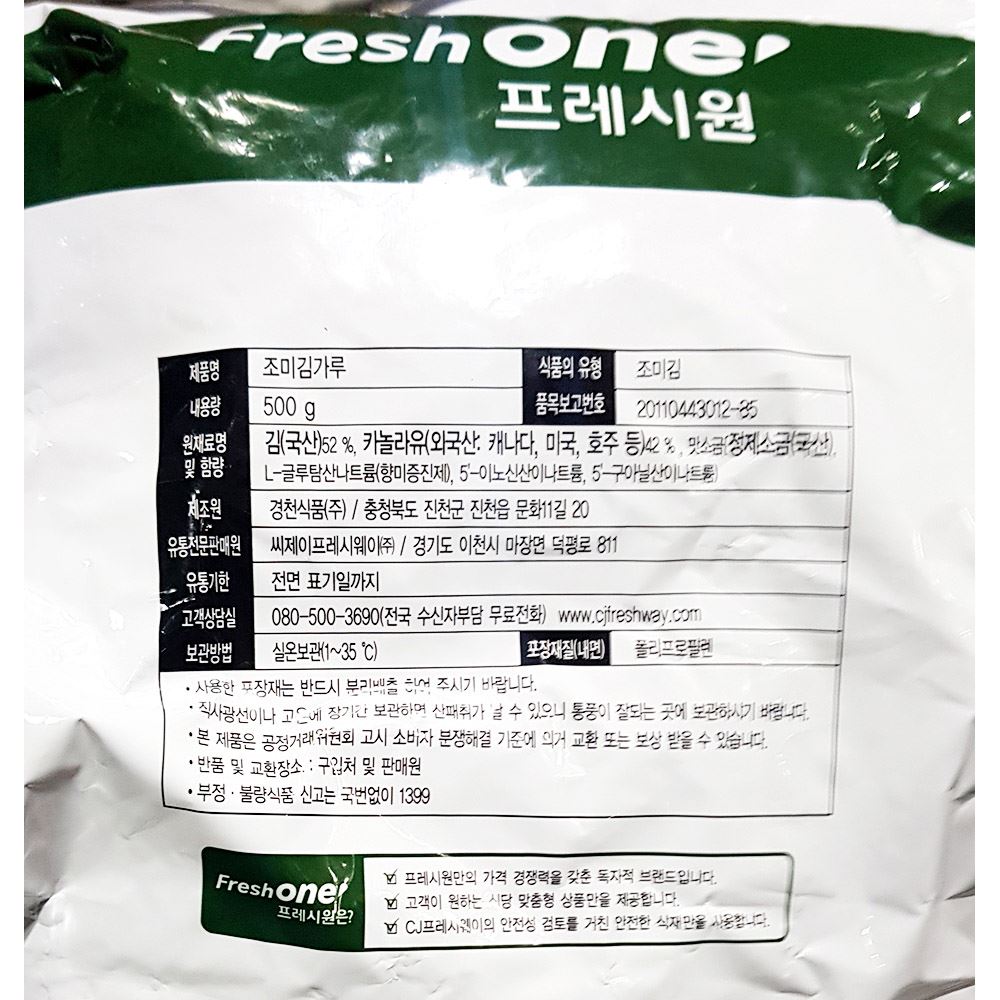 Freshone
프레시원
제품명 조미김가루 식품의 유형 조미김
내용량 500 g 품목보고번호 20110443012-85
원재료명 및 함량 김(국산)52 %, 카놀라유(외국산: 캐나다, 미국, 호주 등)42 %, 맛소금(정제소금(국산),
L-글루탐산나트륨(향미증진제), 5'-이노신산이나트륨, 5'-구아닐산이나트륨)
제조원 경천식품(주) / 충청북도 진천군 진천읍 문화11길 20
유통전문판매원 씨제이프레시웨이㈜ / 경기도 이천시 마장면 덕평로 811
유통기한 전면 표기일까지
고객상담실 080-500-3690(전국 수신자부담 무료전화) www.cjfreshway.com
보관방법 실온보관(1~35 ℃) 포장재질(내면) 폴리프로필렌
• 사용한 포장재는 반드시 분리배출 하여 주시기 바랍니다.
• 직사광선이나 고온에 장기간 보관하면 산패취가 날 수 있으니 통풍이 잘되는 곳에 보관하시기 바랍니다.
• 본 제품은 공정거래위원회 고시 소비자 분쟁해결 기준에 의거 교환 또는 보상 받을 수 있습니다.
• 반품 및 교환장소 : 구입처 및 판매원
• 부정 · 불량식품 신고는 국번없이 1399
Freshone
프레시원은?
☑ 프레시원만의 가격 경쟁력을 갖춘 독자적 브랜드입니다.
☑ 고객이 원하는 식당 맞춤형 상품만을 제공합니다.
☑ CJ프레시웨이의 안전성 검토를 거친 안전한 식재만을 사용합니다.